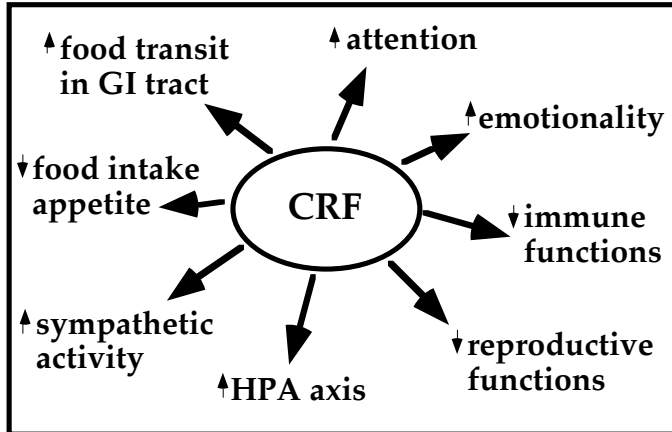 food transit
in GI tract
attention
emotionality
food intake
appetite
CRF
immune
functions
sympathetic
activity
HPA axis
reproductive
functions